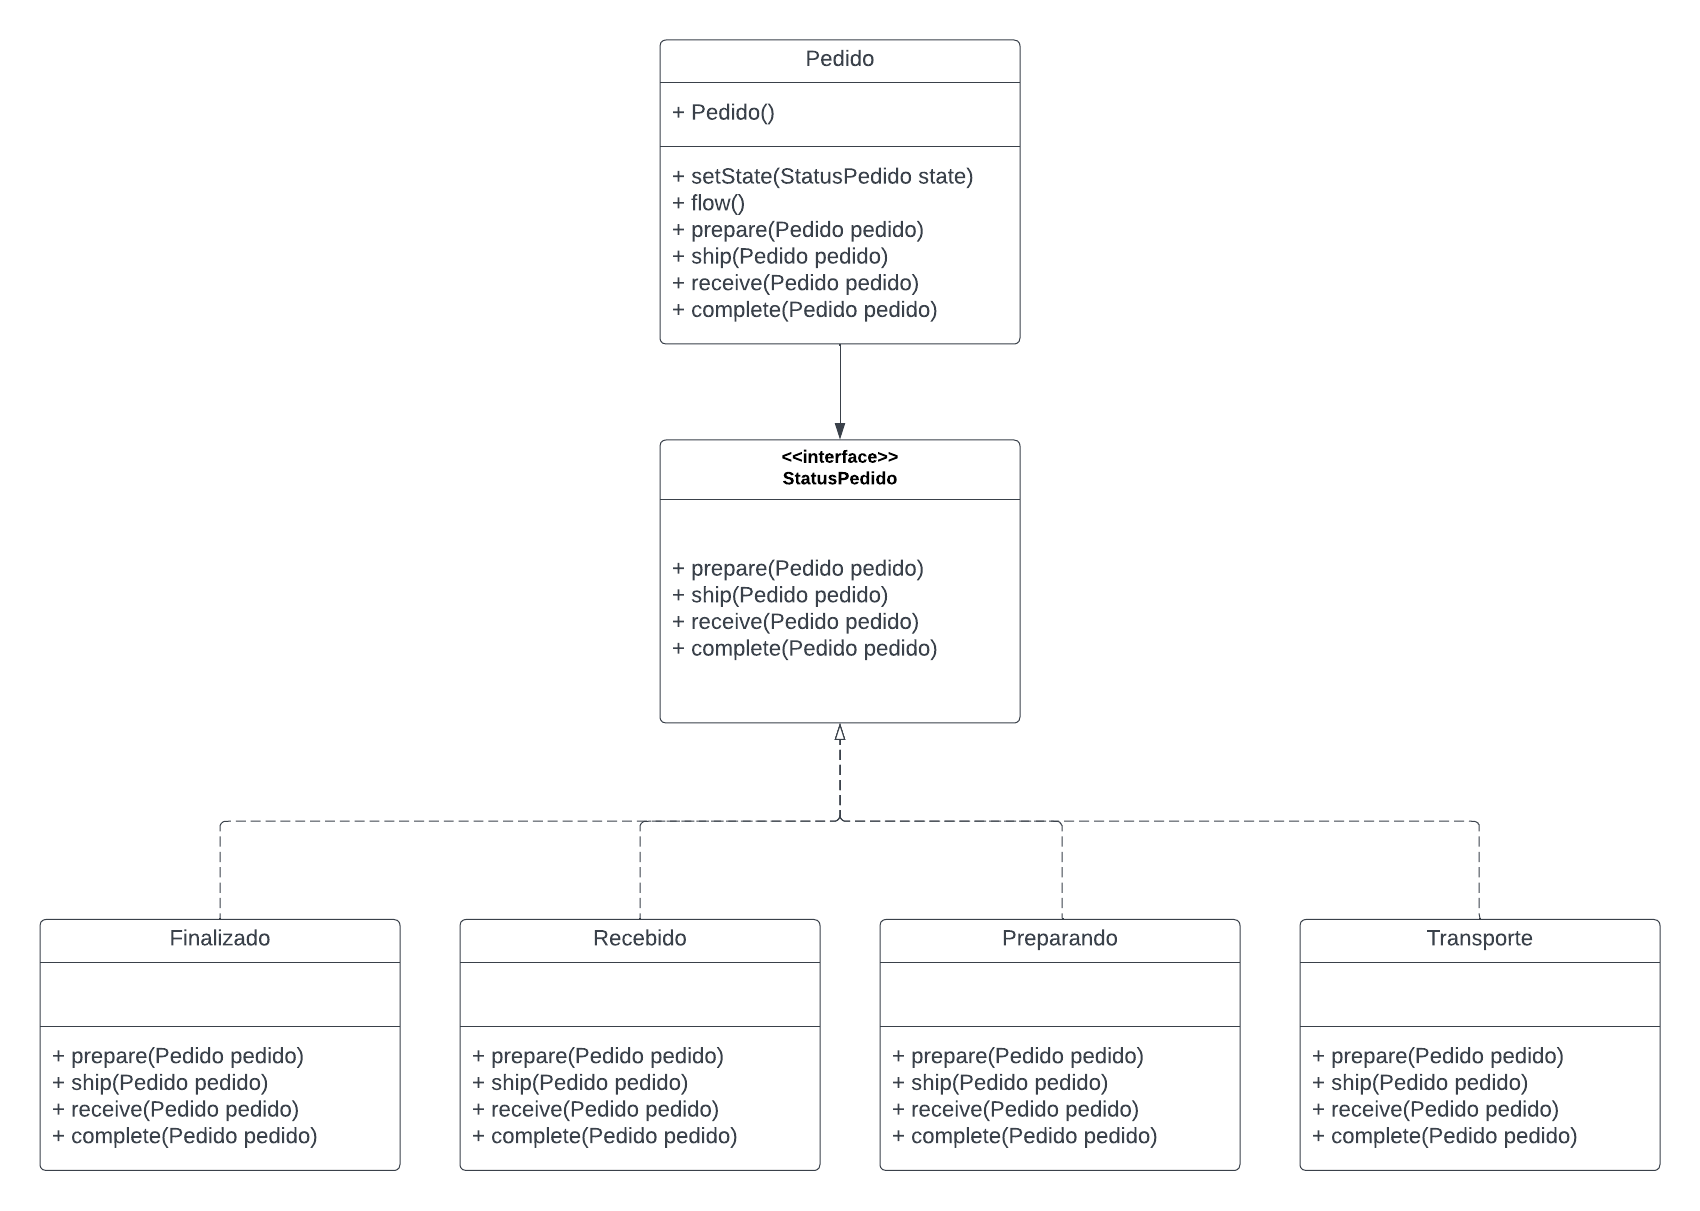 Pedido
+ Pedido()
+ setState(StatusPedido state)
+ flow()
+ prepare(Pedido pedido)
+ ship(Pedido pedido)
+ receive(Pedido pedido)
+ complete(Pedido pedido)
<<interface>>
StatusPedido
+ prepare(Pedido pedido)
+ ship(Pedido pedido)
+ receive(Pedido pedido)
+ complete(Pedido pedido)
Finalizado
+ prepare(Pedido pedido)
+ ship(Pedido pedido)
+ receive(Pedido pedido)
+ complete(Pedido pedido)
Recebido
+ prepare(Pedido pedido)
+ ship(Pedido pedido)
+ receive(Pedido pedido)
+ complete(Pedido pedido)
Preparando
+ prepare(Pedido pedido)
+ ship(Pedido pedido)
+ receive(Pedido pedido)
+ complete(Pedido pedido)
Transporte
+ prepare(Pedido pedido)
+ ship(Pedido pedido)
+ receive(Pedido pedido)
+ complete(Pedido pedido)